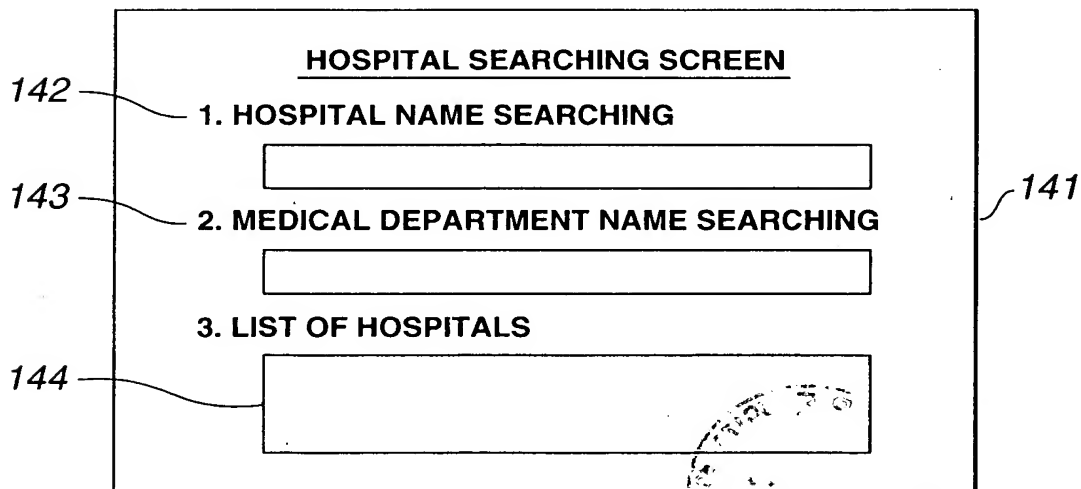 HOSPITAL SEARCHING SCREEN
142
1. HOSPITAL NAME SEARCHING
143
141
2. MEDICAL DEPARTMENT NAME SEARCHING
3. LIST OF HOSPITALS
144